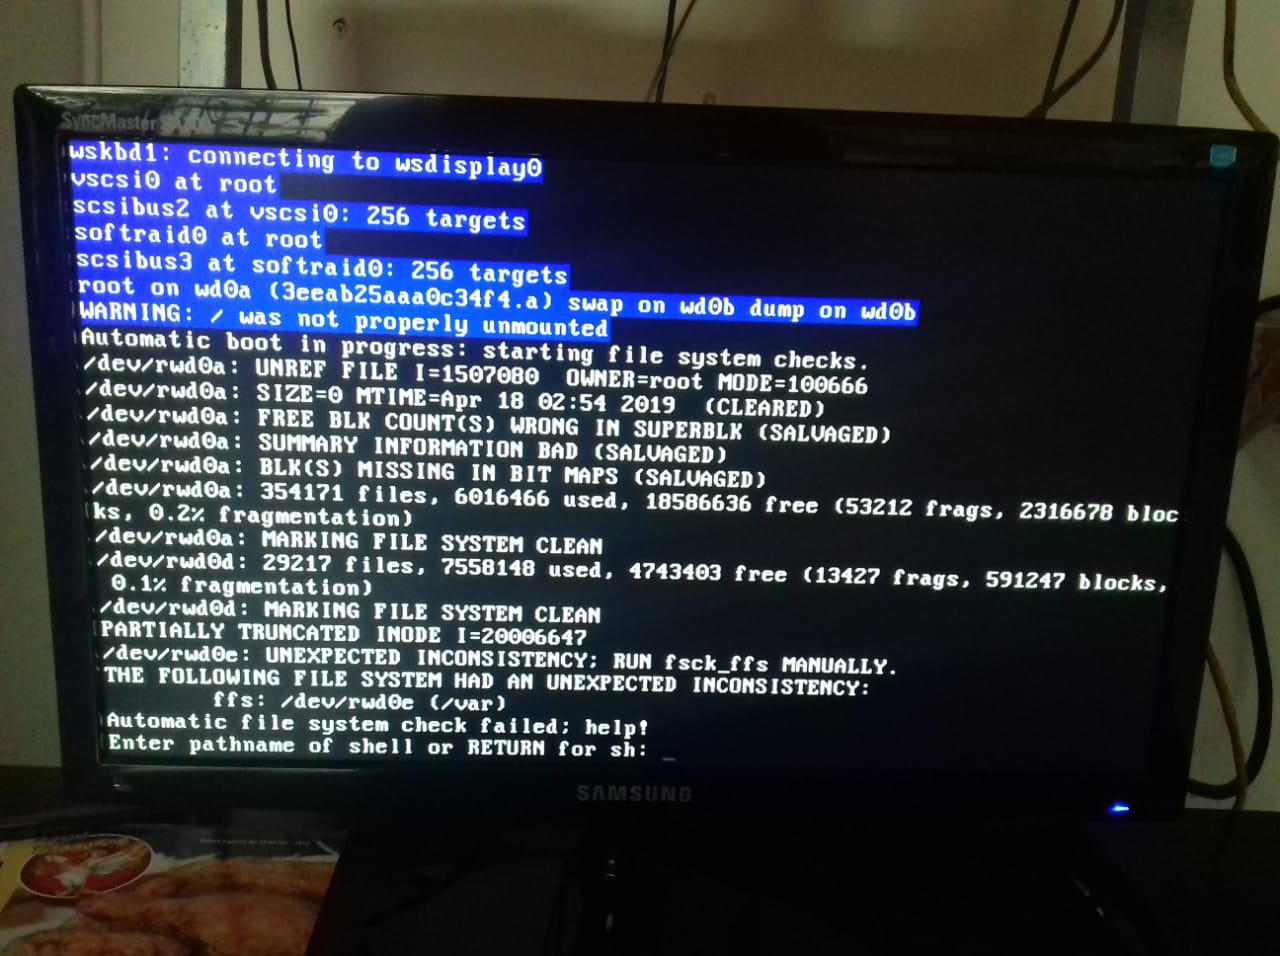 SyncMaster
wskbd1: connecting to wsdisplay0
vscsi0 at root
scsibus2 at vscsi0: 256 targets
softraid0 at root
scsibus3 at softraid0: 256 targets
root on wd0a (3eeab25aaa0c34f4.a) swap on wd0b dump on wd0b
WARNING: / was not properly unmounted
Automatic boot in progress: starting file system checks.
/dev/rwd0a: UNREF FILE I=1507080  OWNER=root MODE=100666
/dev/rwd0a: SIZE=0 MTIME=Apr 18 02:54 2019  (CLEARED)
/dev/rwd0a: FREE BLK COUNT(S) WRONG IN SUPERBLK (SALVAGED)
/dev/rwd0a: SUMMARY INFORMATION BAD (SALVAGED)
/dev/rwd0a: BLK(S) MISSING IN BIT MAPS (SALVAGED)
/dev/rwd0a: 354171 files, 6016466 used, 18586636 free (53212 frags, 2316678 bloc
ks, 0.2% fragmentation)
/dev/rwd0a: MARKING FILE SYSTEM CLEAN
/dev/rwd0d: 29217 files, 7558148 used, 4743403 free (13427 frags, 591247 blocks,
0.1% fragmentation)
/dev/rwd0d: MARKING FILE SYSTEM CLEAN
PARTIALLY TRUNCATED INODE I=20006647
/dev/rwd0e: UNEXPECTED INCONSISTENCY; RUN fsck_ffs MANUALLY.
THE FOLLOWING FILE SYSTEM HAD AN UNEXPECTED INCONSISTENCY:
ffs: /dev/rwd0e (/var)
Automatic file system check failed; help!
Enter pathname of shell or RETURN for sh: _
SAMSUNG